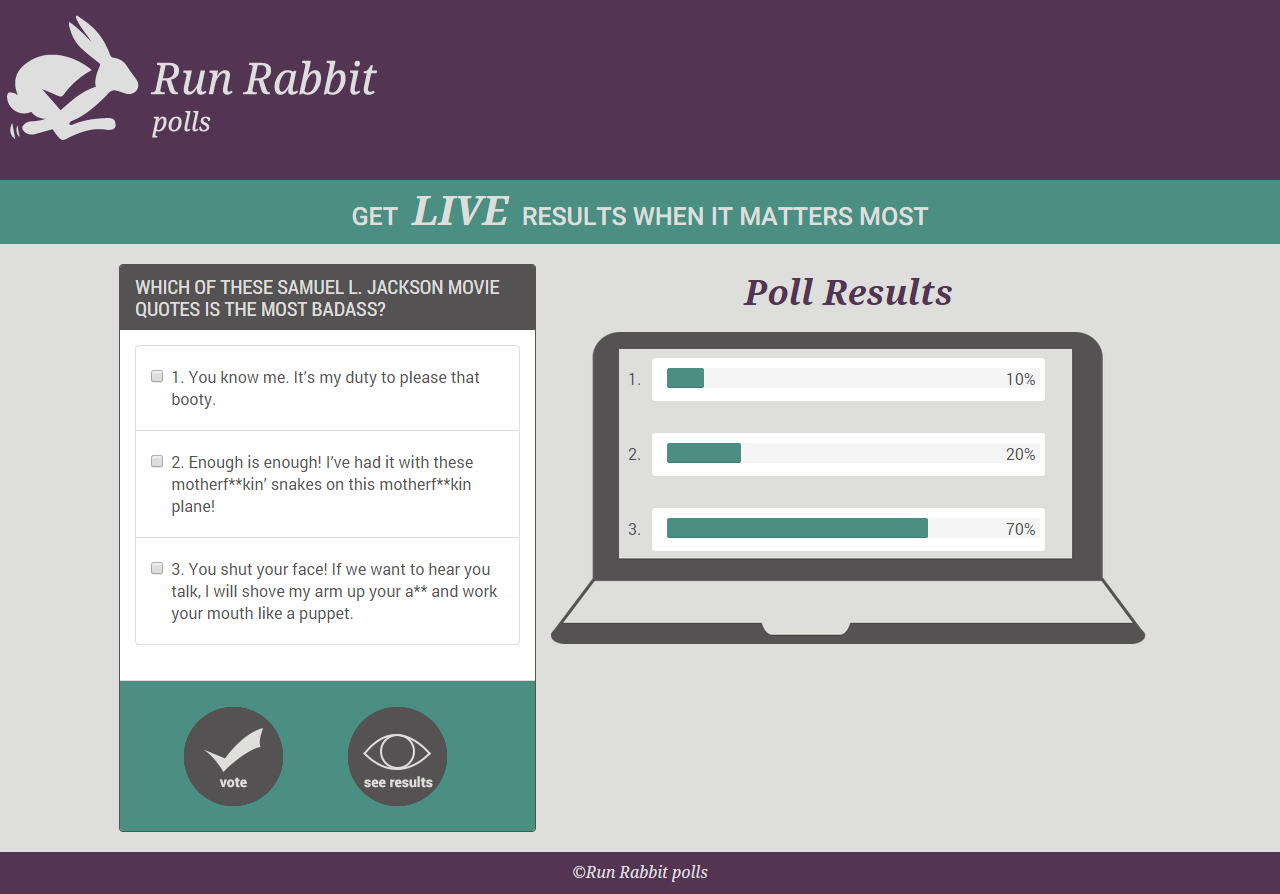 Run Rabbit
polls
GET LIVE RESULTS WHEN IT MATTERS MOST
WHICH OF THESE SAMUEL L. JACKSON MOVIE
QUOTES IS THE MOST BADASS?
1. You know me. It’s my duty to please that
booty.
2. Enough is enough! I’ve had it with these
motherf**kin’ snakes on this motherf**kin
plane!
3. You shut your face! If we want to hear you
talk, I will shove my arm up your a** and work
your mouth like a puppet.
vote
see results
Poll Results
1. 10%
2. 20%
3. 70%
©Run Rabbit polls